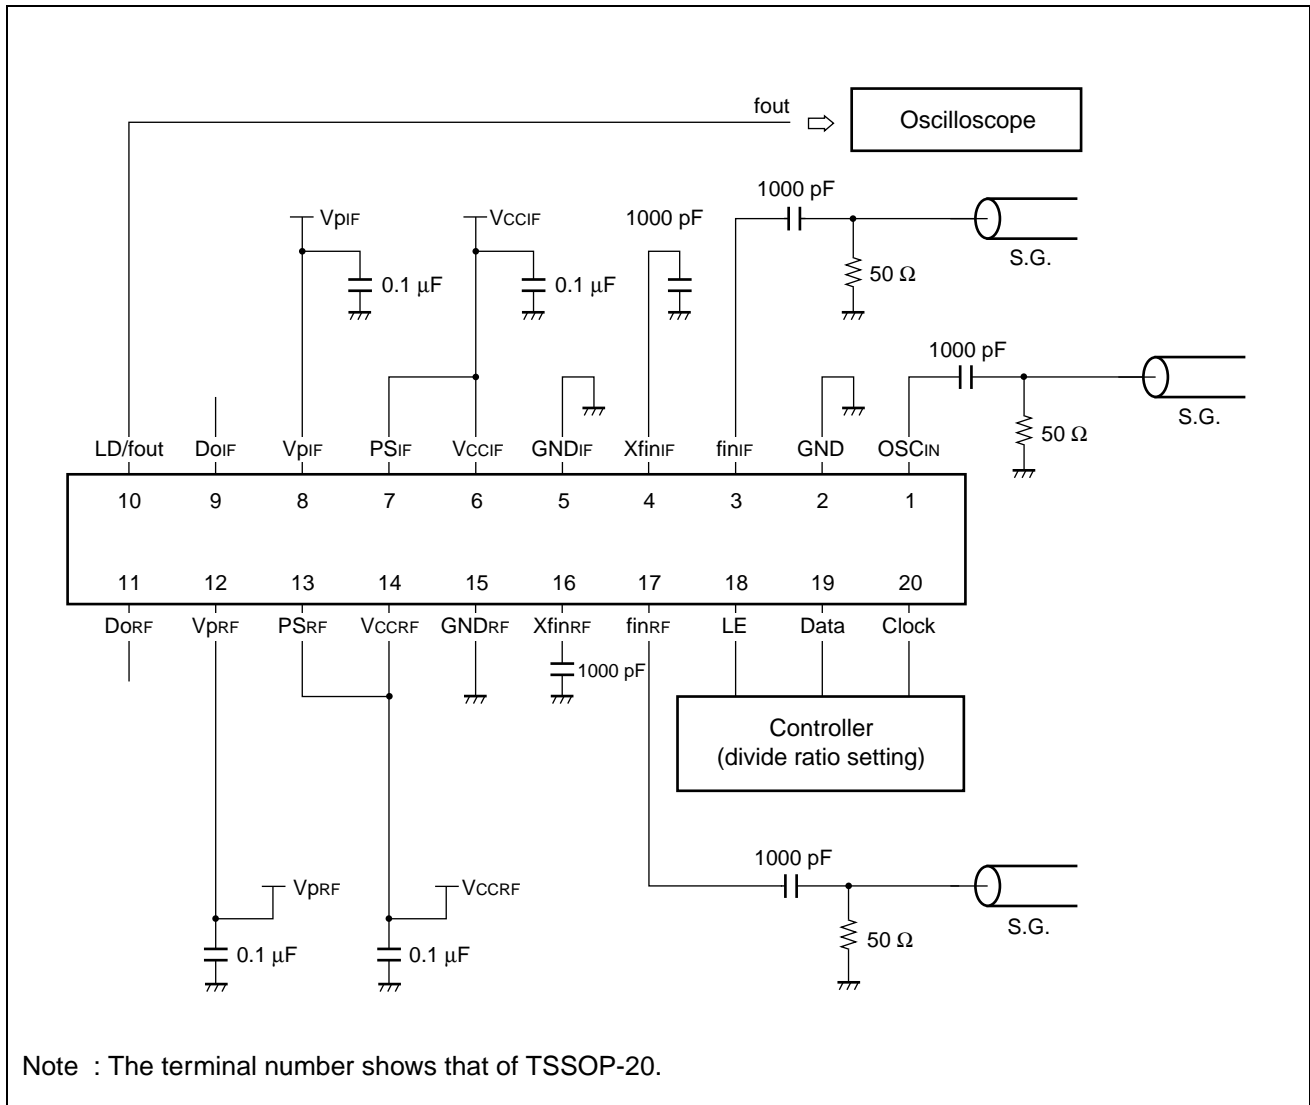 fout
Oscilloscope
1000 pF
S.G.
50 Ω
VpIF
0.1 μF
VCCIF
0.1 μF
1000 pF
1000 pF
S.G.
50 Ω
LD/fout DoIF VpIF PSIF VCCIF GNDIF XfinIF finIF GND OSCIN
10 9 8 7 6 5 4 3 2 1
11 12 13 14 15 16 17 18 19 20
DoRF VpRF PSRF VCCRF GNDRF XfinRF finRF LE Data Clock
1000 pF
Controller
(divide ratio setting)
VpRF
0.1 μF
VCCRF
0.1 μF
1000 pF
S.G.
50 Ω
Note : The terminal number shows that of TSSOP-20.